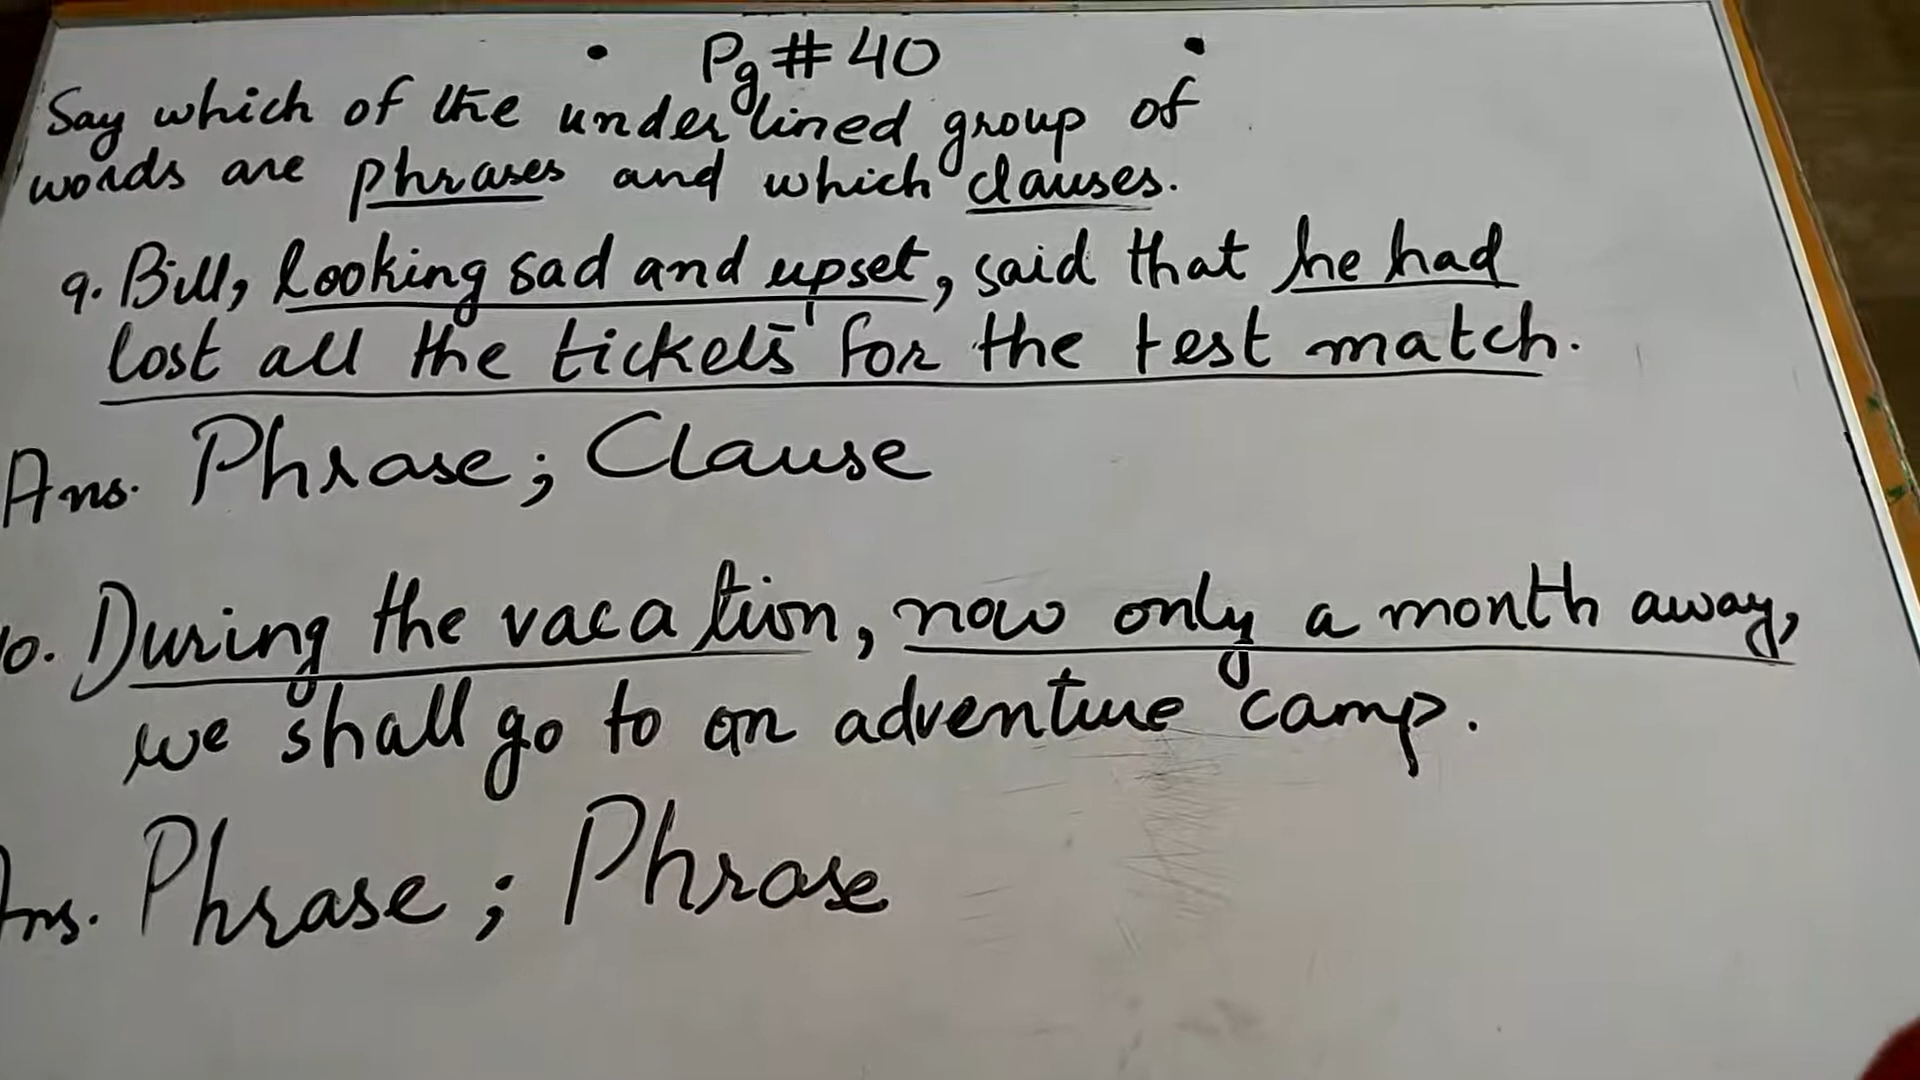 Pg # 40
Say which of the underlined group of
words are phrases and which clauses.
9. Bill, looking sad and upset, said that he had
lost all the tickets for the test match.
Ans. Phrase; Clause
10. During the vacation, now only a month away,
we shall go to an adventure camp.
Ans. Phrase; Phrase